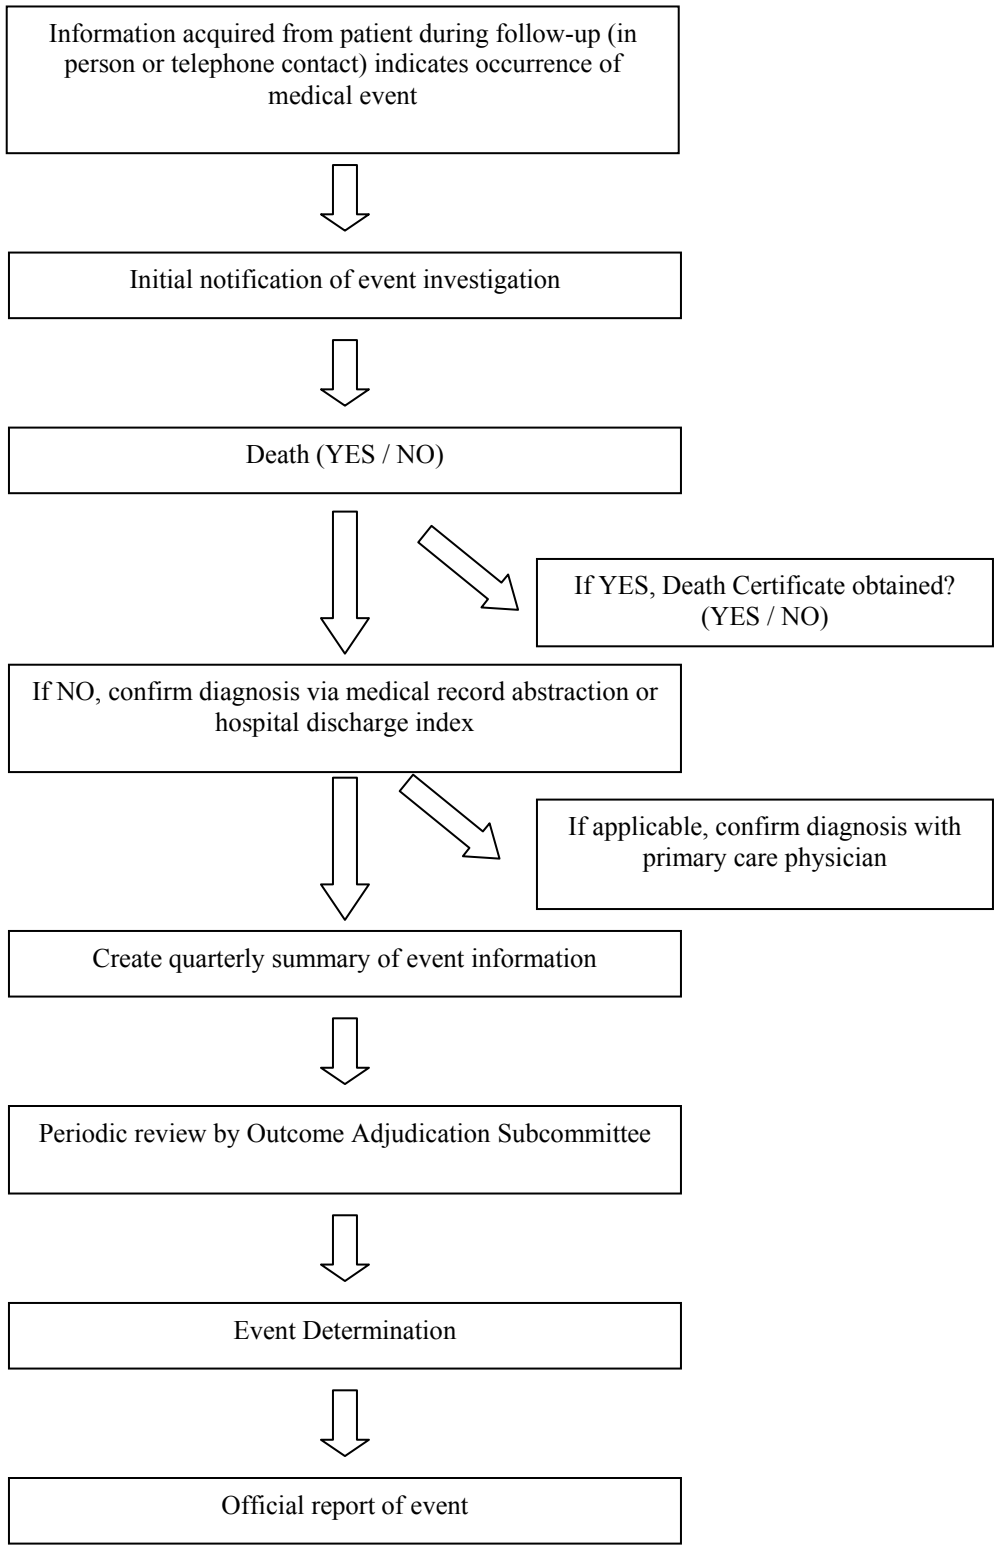 Information acquired from patient during follow-up (in
person or telephone contact) indicates occurrence of
medical event
Initial notification of event investigation
Death (YES / NO)
If YES, Death Certificate obtained?
(YES / NO)
If NO, confirm diagnosis via medical record abstraction or
hospital discharge index
If applicable, confirm diagnosis with
primary care physician
Create quarterly summary of event information
Periodic review by Outcome Adjudication Subcommittee
Event Determination
Official report of event